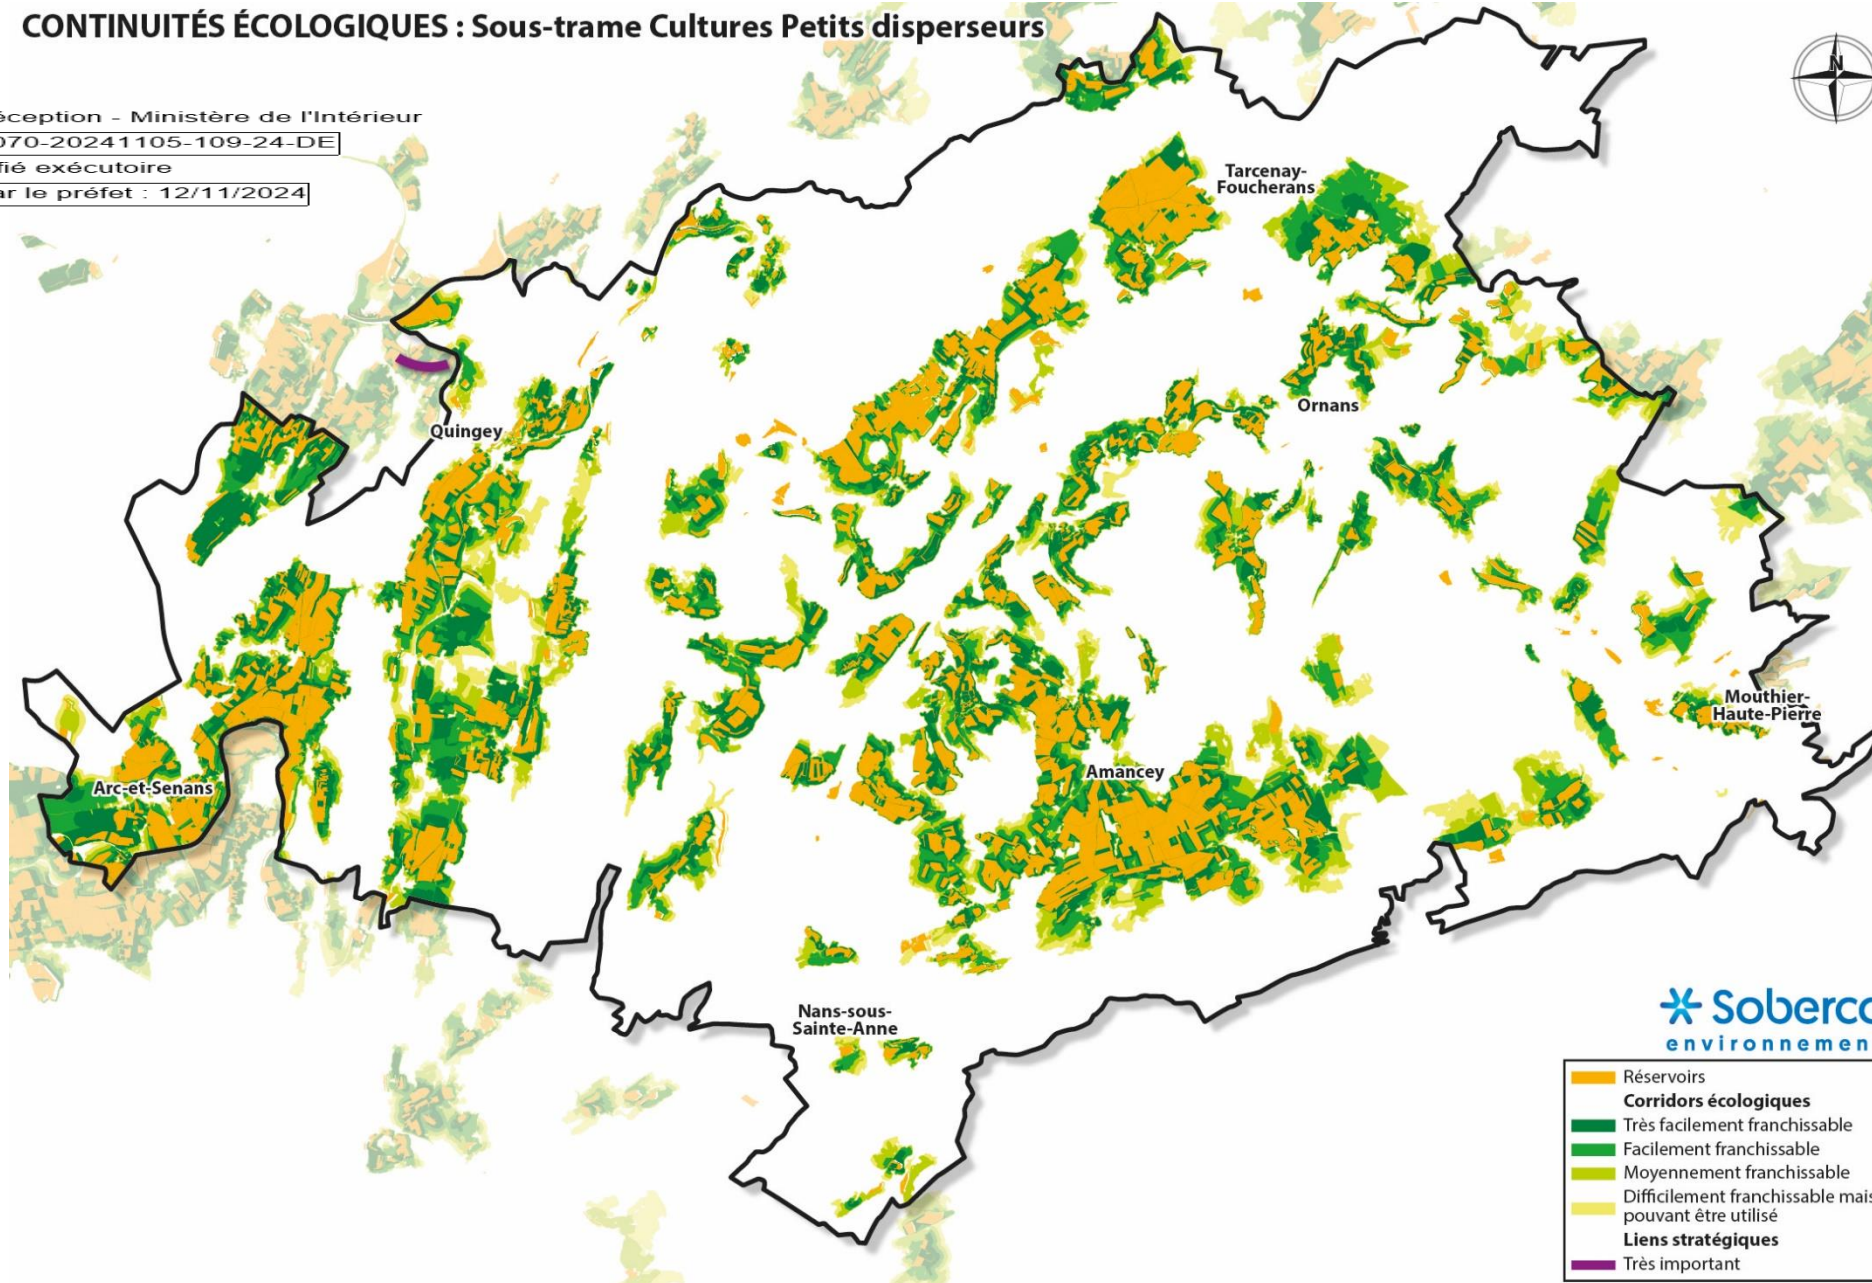 CONTINUITÉS ÉCOLOGIQUES : Sous-trame Cultures Petits disperseurs
éception - Ministère de l'Intérieur
070-20241105-109-24-DE
fié exécutoire
ar le préfet : 12/11/2024
N
Tarcenay-
Foucherans
Ornans
Quingey
Mouthier-
Haute-Pierre
Amancey
Arc-et-Senans
Nans-sous-
Sainte-Anne
Soberco
environnemen
Réservoirs
Corridors écologiques
Très facilement franchissable
Facilement franchissable
Moyennement franchissable
Difficilement franchissable mais
pouvant être utilisé
Liens stratégiques
Très important